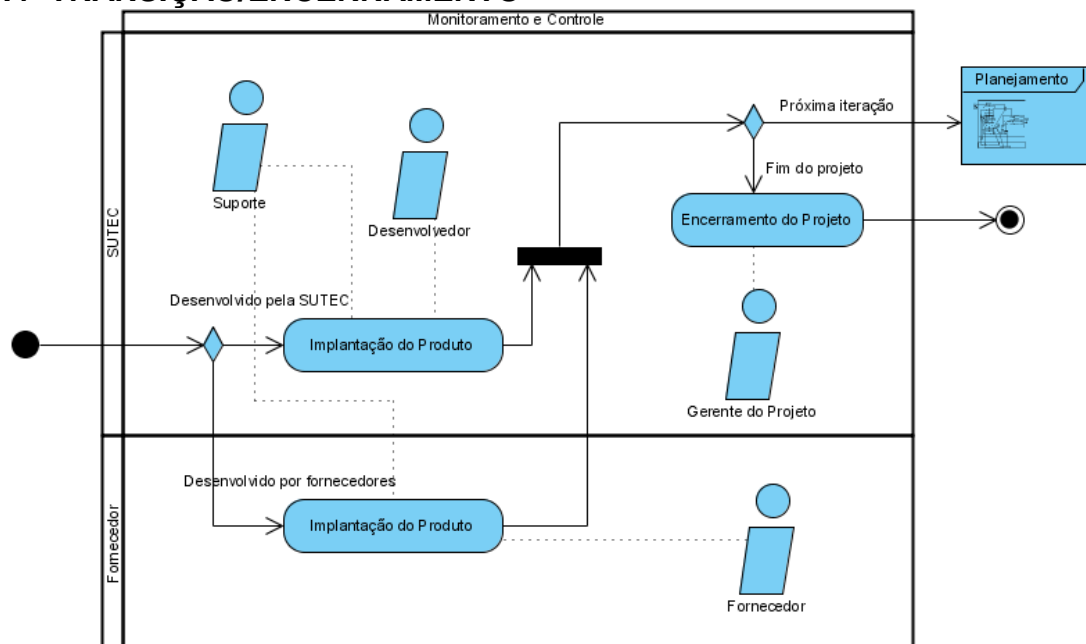 Monitoramento e Controle
SUTEC
Planejamento
Próxima iteração
Suporte
Desenvolvedor
Fim do projeto
Encerramento do Projeto
Desenvolvido pela SUTEC
Implantação do Produto
Gerente do Projeto
Fornecedor
Desenvolvido por fornecedores
Implantação do Produto
Fornecedor